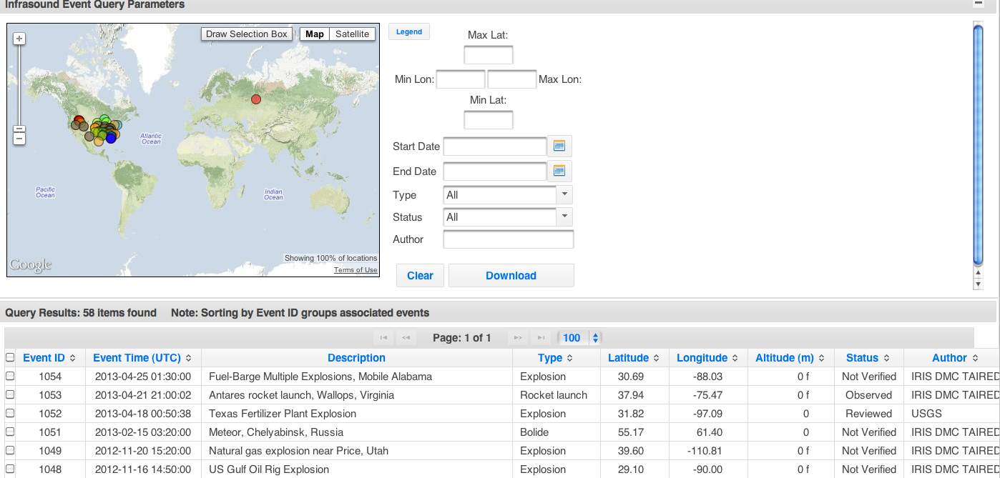 Infrasound Event Query Parameters
Draw Selection Box Map Satellite
Atlantic
Ocean
Pacific
Ocean
Indian
Ocean
Google
Showing 100% of locations
Terms of Use
Legend
Max Lat:
Min Lon: Max Lon:
Min Lat:
Start Date
End Date
Type All
Status All
Author
Clear Download
Query Results: 58 items found Note: Sorting by Event ID groups associated events
Page: 1 of 1 100
Event ID Event Time (UTC) Description Type Latitude Longitude Altitude (m) Status Author
1054 2013-04-25 01:30:00 Fuel-Barge Multiple Explosions, Mobile Alabama Explosion 30.69 -88.03 0 f Not Verified IRIS DMC TAIRED
1053 2013-04-21 21:00:02 Antares rocket launch, Wallops, Virginia Rocket launch 37.94 -75.47 0 f Observed IRIS DMC TAIRED
1052 2013-04-18 00:50:38 Texas Fertilizer Plant Explosion Explosion 31.82 -97.09 0 Reviewed USGS
1051 2013-02-15 03:20:00 Meteor, Chelyabinsk, Russia Bolide 55.17 61.40 0 Not Verified IRIS DMC TAIRED
1049 2012-11-20 15:20:00 Natural gas explosion near Price, Utah Explosion 39.60 -110.81 0 f Not Verified IRIS DMC TAIRED
1048 2012-11-16 14:50:00 US Gulf Oil Rig Explosion Explosion 29.10 -90.00 0 f Not Verified IRIS DMC TAIRED